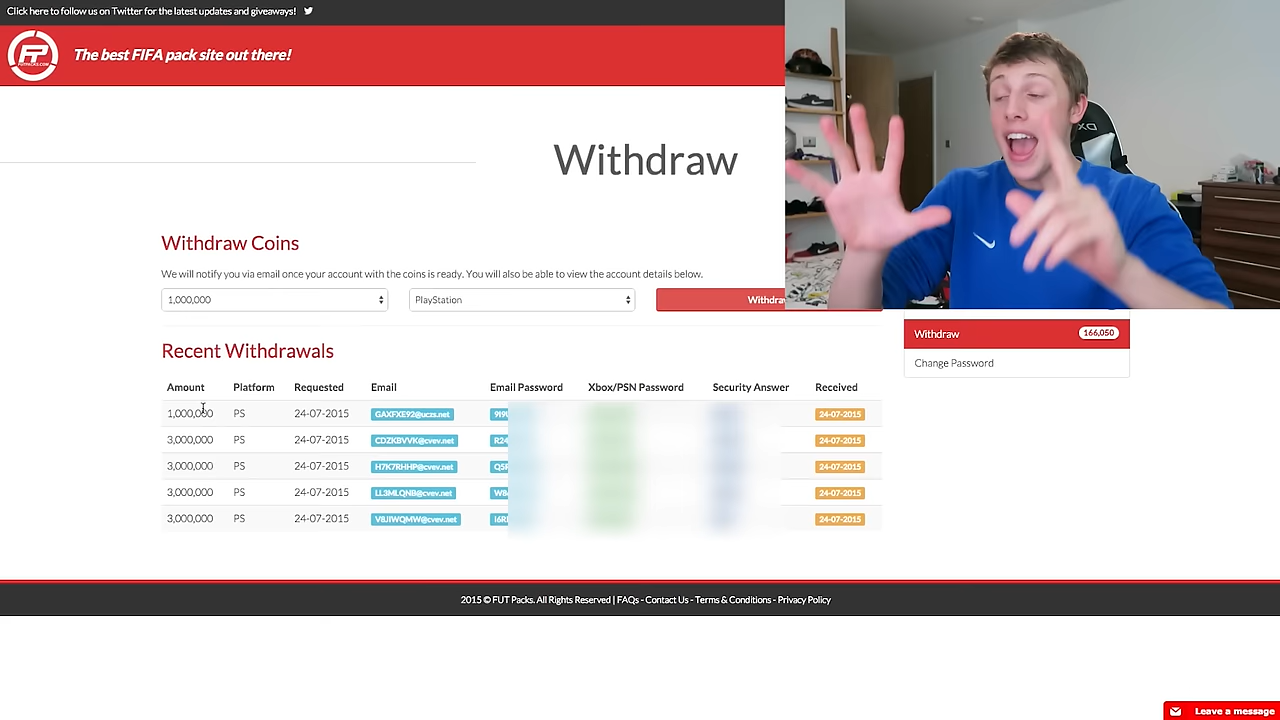 Click here to follow us on Twitter for the latest updates and giveaways!
FP
FUTPACKS.COM
The best FIFA pack site out there!
Withdraw
Withdraw Coins
We will notify you via email once your account with the coins is ready. You will also be able to view the account details below.
1,000,000 PlayStation
Withdraw 166,050
Change Password
Recent Withdrawals
Amount Platform Requested Email Email Password Xbox/PSN Password Security Answer Received
1,000,000 PS 24-07-2015 GAXFXE92@uczs.net 24-07-2015
3,000,000 PS 24-07-2015 CDZKBVVK@cvev.net R24 24-07-2015
3,000,000 PS 24-07-2015 H7K7RHHP@cvev.net 24-07-2015
3,000,000 PS 24-07-2015 LL3MLQNB@cvev.net 24-07-2015
3,000,000 PS 24-07-2015 V8JIWQMW@cvev.net 24-07-2015
2015 © FUT Packs. All Rights Reserved | FAQs - Contact Us - Terms & Conditions - Privacy Policy
Leave a message